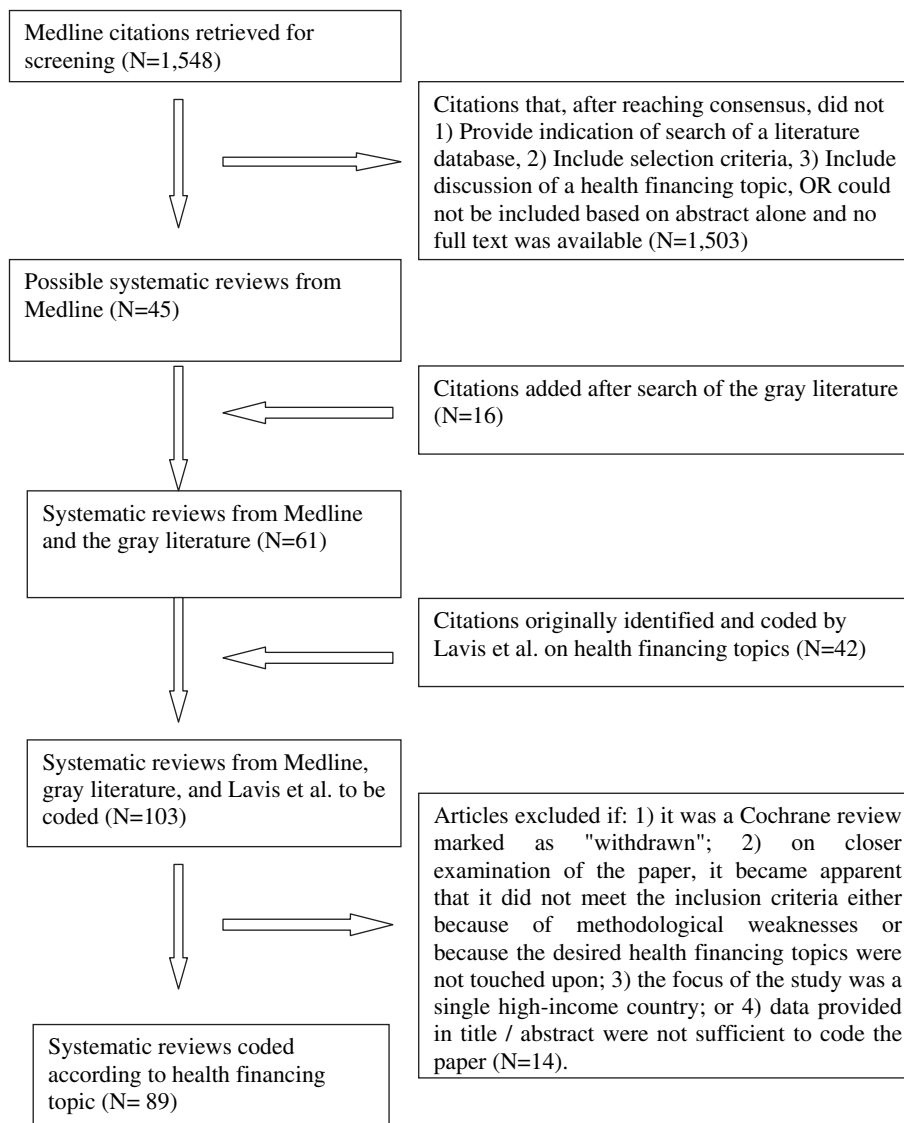 Medline citations retrieved for
screening (N=1,548)
Citations that, after reaching consensus, did not
1) Provide indication of search of a literature
database, 2) Include selection criteria, 3) Include
discussion of a health financing topic, OR could
not be included based on abstract alone and no
full text was available (N=1,503)
Possible systematic reviews from
Medline (N=45)
Citations added after search of the gray literature
(N=16)
Systematic reviews from Medline
and the gray literature (N=61)
Citations originally identified and coded by
Lavis et al. on health financing topics (N=42)
Systematic reviews from Medline,
gray literature, and Lavis et al. to be
coded (N=103)
Articles excluded if: 1) it was a Cochrane review
marked as "withdrawn"; 2) on closer
examination of the paper, it became apparent
that it did not meet the inclusion criteria either
because of methodological weaknesses or
because the desired health financing topics were
not touched upon; 3) the focus of the study was a
single high-income country; or 4) data provided
in title / abstract were not sufficient to code the
paper (N=14).
Systematic reviews coded
according to health financing
topic (N= 89)